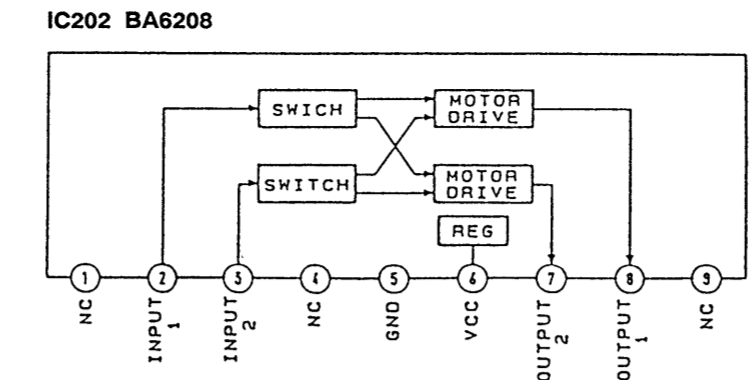 IC202 BA6208
SWICH
MOTOR
DRIVE
SWITCH
MOTOR
DRIVE
REG
1 2 3 4 5 6 7 8 9
NC
INPUT
1
INPUT
2
NC
GND
VCC
OUTPUT
2
OUTPUT
1
NC